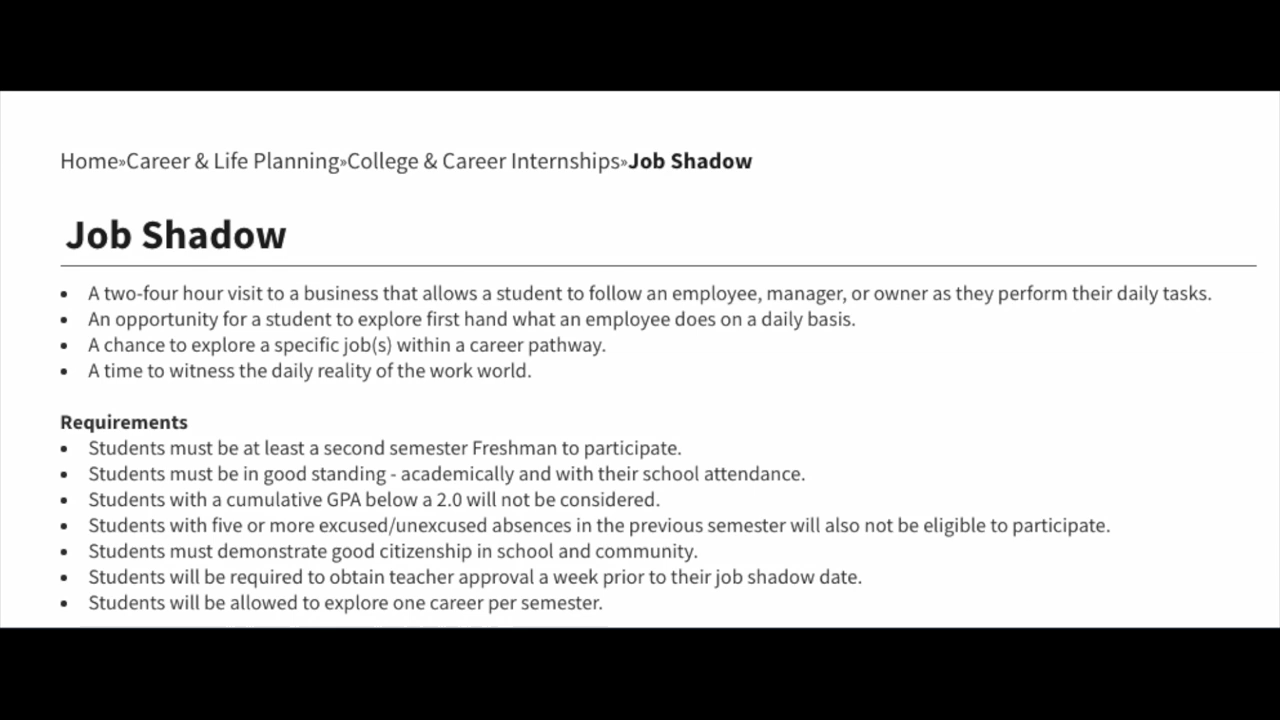 Home»Career & Life Planning»College & Career Internships»Job Shadow
Job Shadow
• A two-four hour visit to a business that allows a student to follow an employee, manager, or owner as they perform their daily tasks.
• An opportunity for a student to explore first hand what an employee does on a daily basis.
• A chance to explore a specific job(s) within a career pathway.
• A time to witness the daily reality of the work world.
Requirements
• Students must be at least a second semester Freshman to participate.
• Students must be in good standing - academically and with their school attendance.
• Students with a cumulative GPA below a 2.0 will not be considered.
• Students with five or more excused/unexcused absences in the previous semester will also not be eligible to participate.
• Students must demonstrate good citizenship in school and community.
• Students will be required to obtain teacher approval a week prior to their job shadow date.
• Students will be allowed to explore one career per semester.